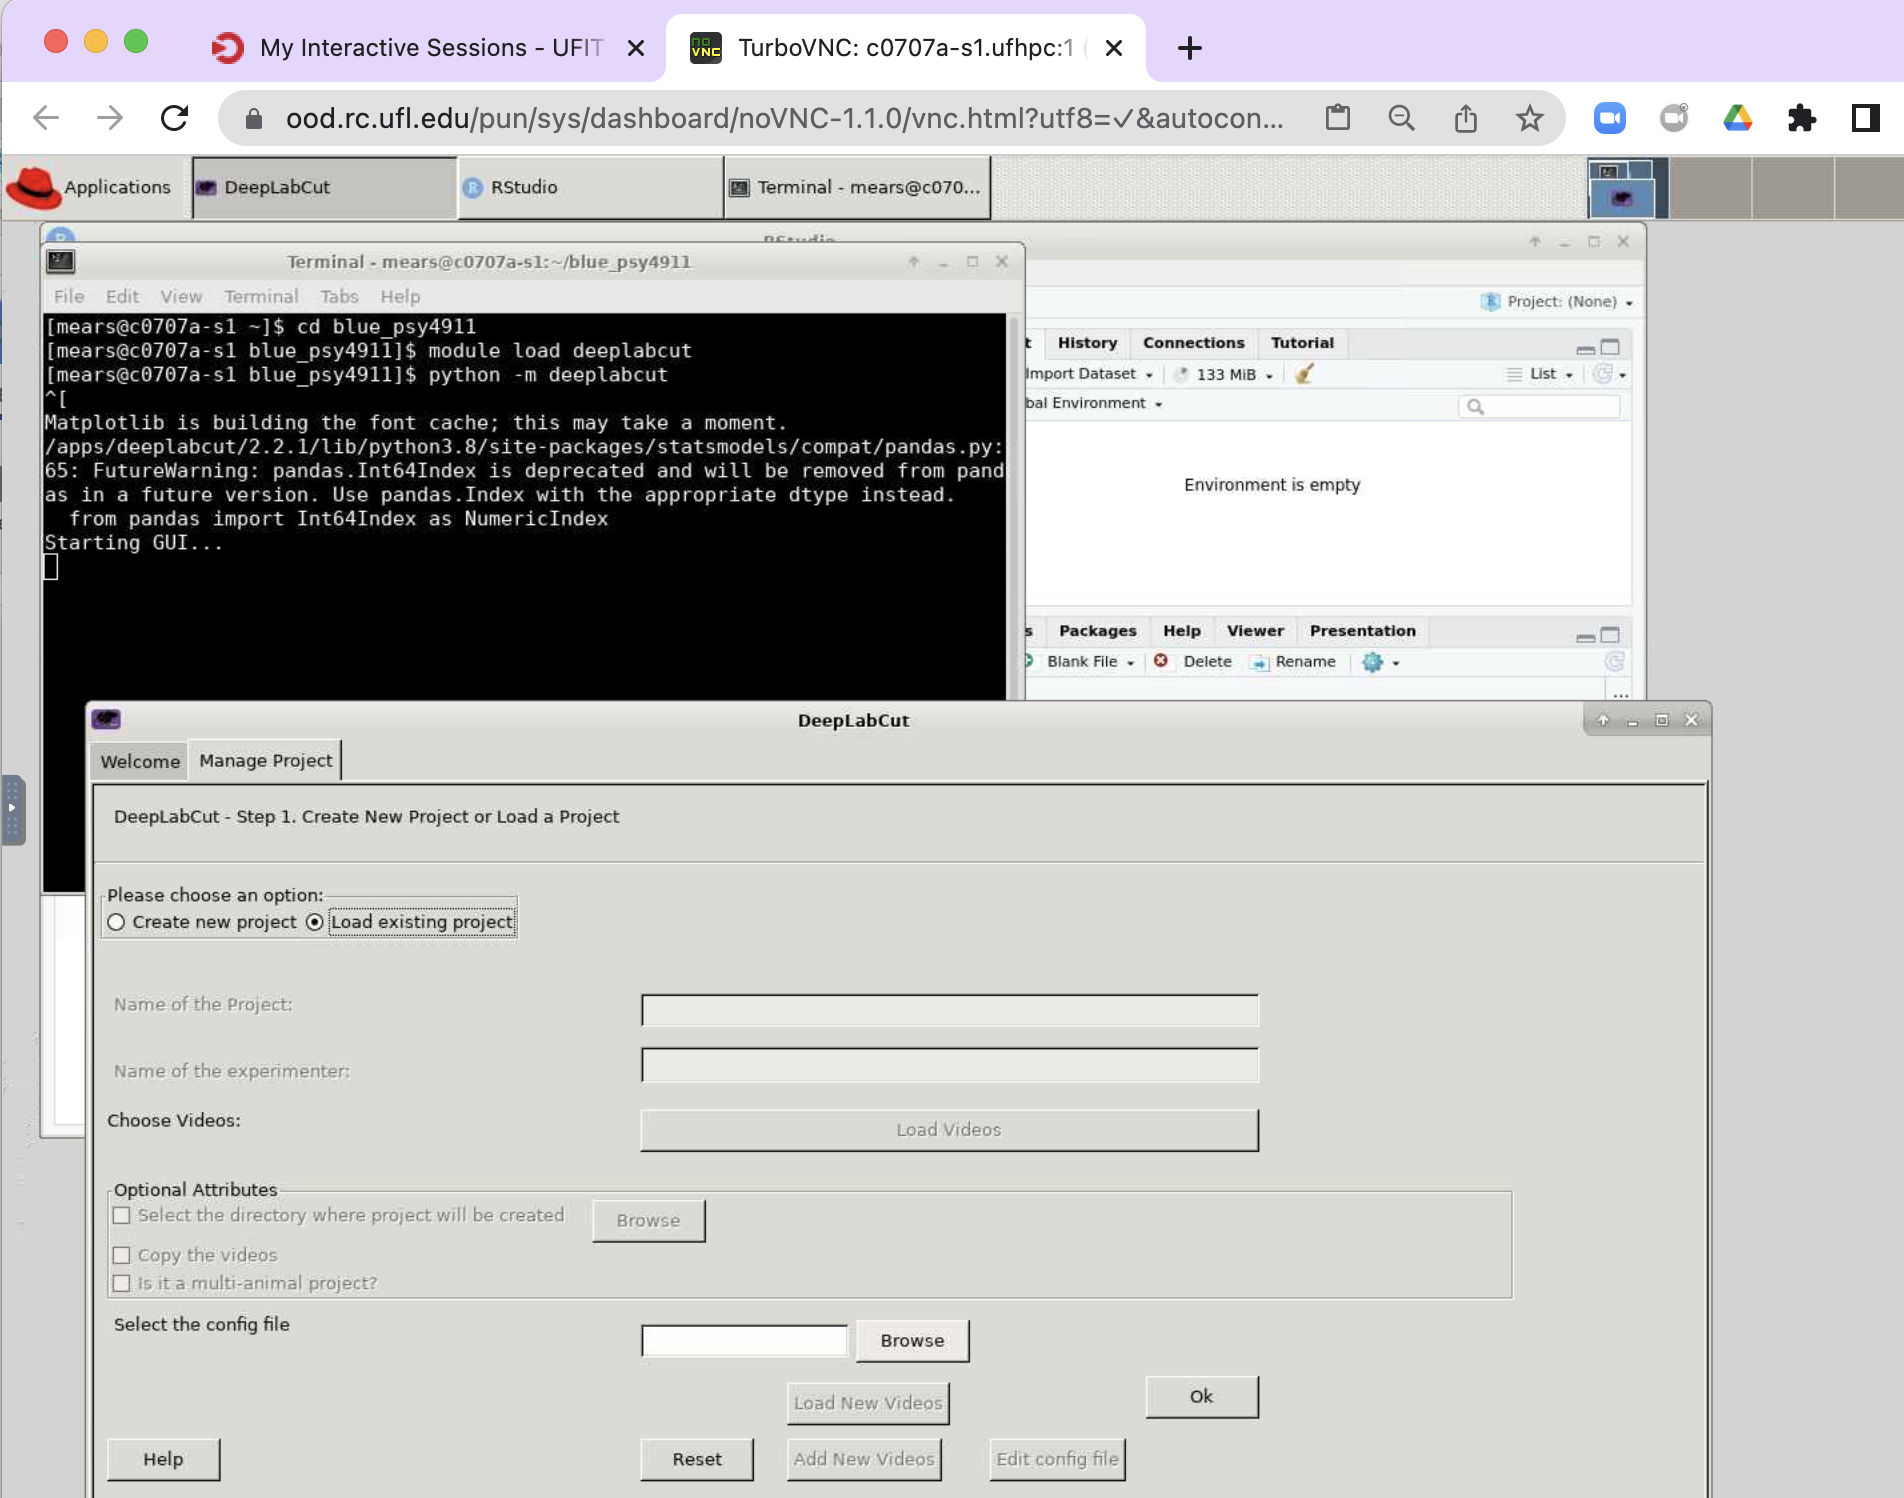 My Interactive Sessions - UFIT
TurboVNC: c0707a-s1.ufhpc:1 (
ood.rc.ufl.edu/pun/sys/dashboard/noVNC-1.1.0/vnc.html?utf8=✓&autocon...
Applications
DeepLabCut
RStudio
Terminal - mears@c070...
RStudio
Terminal - mears@c0707a-s1:~/blue_psy4911
File Edit View Terminal Tabs Help
[mears@c0707a-s1 ~]$ cd blue_psy4911
[mears@c0707a-s1 blue_psy4911]$ module load deeplabcut
[mears@c0707a-s1 blue_psy4911]$ python -m deeplabcut
^[
Matplotlib is building the font cache; this may take a moment.
/apps/deeplabcut/2.2.1/lib/python3.8/site-packages/statsmodels/compat/pandas.py:
65: FutureWarning: pandas.Int64Index is deprecated and will be removed from pand
as in a future version. Use pandas.Index with the appropriate dtype instead.
from pandas import Int64Index as NumericIndex
Starting GUI...
Project: (None)
t History Connections Tutorial
Import Dataset 133 MiB List
bal Environment
Environment is empty
s Packages Help Viewer Presentation
Blank File Delete Rename
...
DeepLabCut
Welcome Manage Project
DeepLabCut - Step 1. Create New Project or Load a Project
Please choose an option:
Create new project Load existing project
Name of the Project:
Name of the experimenter:
Choose Videos:
Load Videos
Optional Attributes
Select the directory where project will be created
Browse
Copy the videos
Is it a multi-animal project?
Select the config file
Browse
Load New Videos
Ok
Help
Reset
Add New Videos
Edit config file